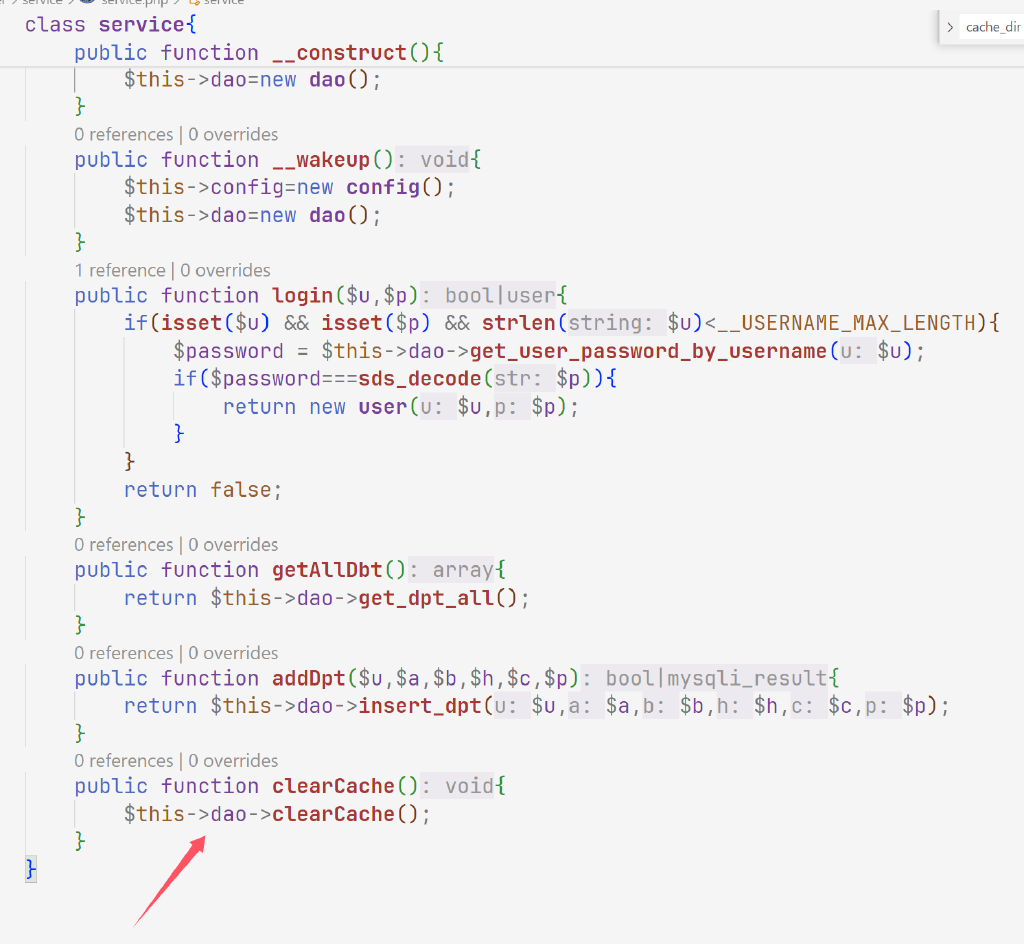 service > service.php > service
class service{
public function __construct(){
$this->dao=new dao();
}
0 references | 0 overrides
public function __wakeup(): void{
$this->config=new config();
$this->dao=new dao();
}
1 reference | 0 overrides
public function login($u,$p): bool|user{
if(isset($u) && isset($p) && strlen(string: $u)<__USERNAME_MAX_LENGTH){
$password = $this->dao->get_user_password_by_username(u: $u);
if($password===sds_decode(str: $p)){
return new user(u: $u,p: $p);
}
}
return false;
}
0 references | 0 overrides
public function getAllDbt(): array{
return $this->dao->get_dpt_all();
}
0 references | 0 overrides
public function addDpt($u,$a,$b,$h,$c,$p): bool|mysqli_result{
return $this->dao->insert_dpt(u: $u,a: $a,b: $b,h: $h,c: $c,p: $p);
}
0 references | 0 overrides
public function clearCache(): void{
$this->dao->clearCache();
}
}
> cache_dir